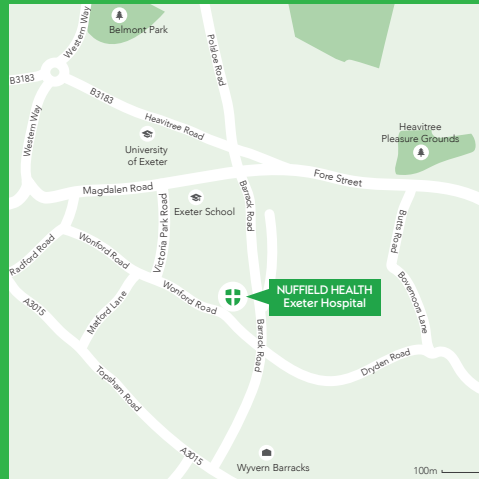 Belmont Park
Western Way
Polsloe Road
B3183
B3183
Heavitree Road
Western Way
University
of Exeter
Heavitree
Pleasure Grounds
Fore Street
Magdalen Road
Exeter School
Victoria Park Road
Barrack Road
Butts Road
Radford Road
Wonford Road
Wonford Road
Matford Lane
NUFFIELD HEALTH
Exeter Hospital
Bovemoors Lane
A3015
Barrack Road
Dryden Road
Topsham Road
A3015
Wyvern Barracks
100m